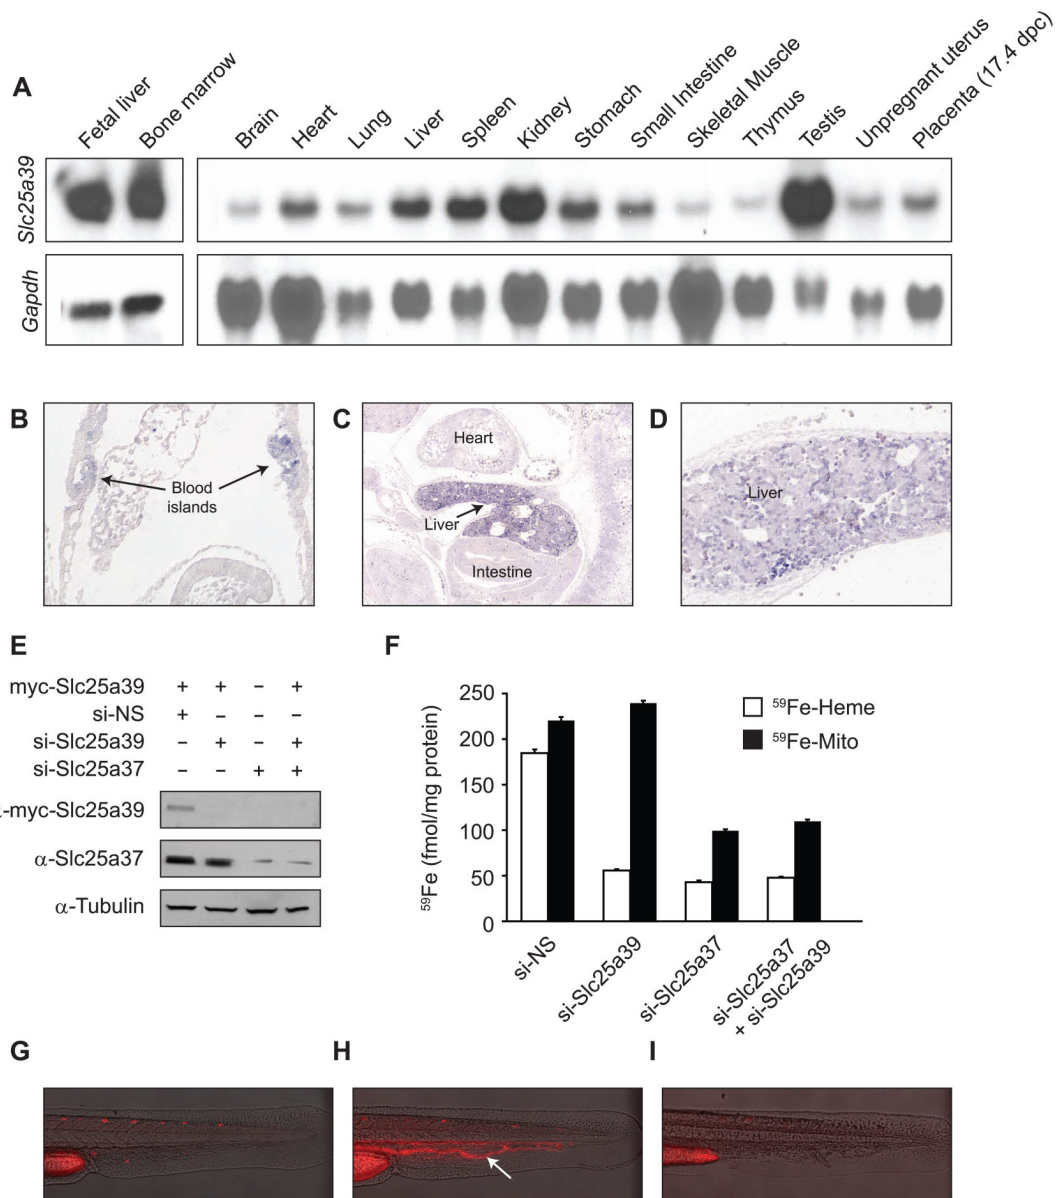 A
Fetal liver
Bone marrow
Brain
Heart
Lung
Liver
Spleen
Kidney
Stomach
Small Intestine
Skeletal Muscle
Thymus
Testis
Unpregnant uterus
Placenta (17.4 dpc)
Slc25a39
Gapdh
B
Blood
islands
C
Heart
Liver
Intestine
D
Liver
E
myc-Slc25a39 + + – +
si-NS + – – –
si-Slc25a39 – + – +
si-Slc25a37 – – + +
-myc-Slc25a39
α-Slc25a37
α-Tubulin
F
⁵⁹Fe (fmol/mg protein)
250
200
150
100
50
0
⁵⁹Fe-Heme
⁵⁹Fe-Mito
si-NS
si-Slc25a39
si-Slc25a37
si-Slc25a37
+ si-Slc25a39
G
H
I